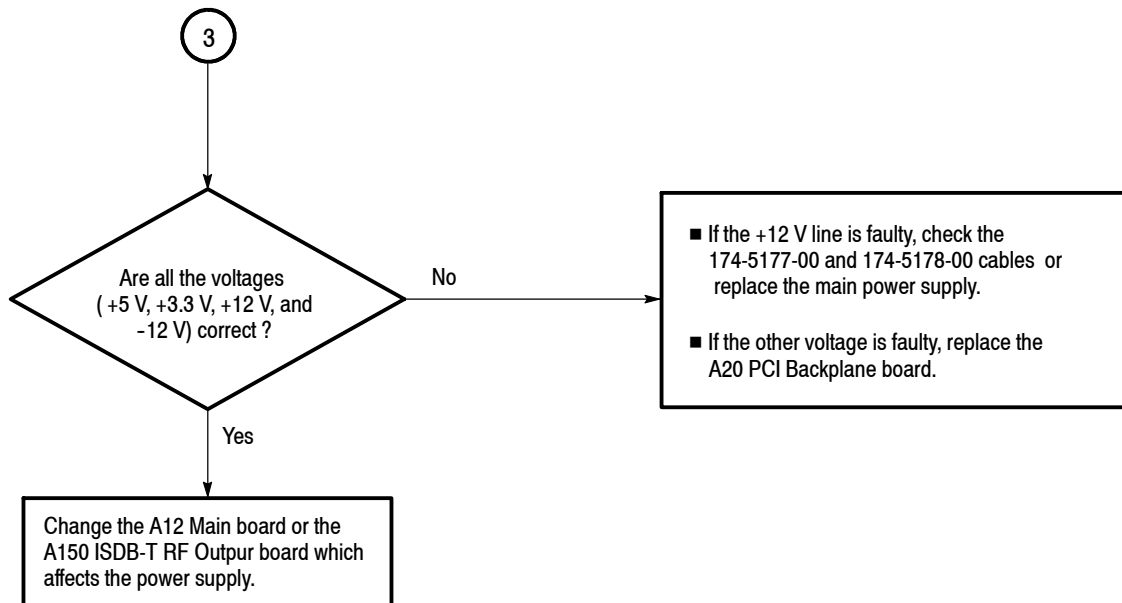 3
Are all the voltages
( +5 V, +3.3 V, +12 V, and
-12 V) correct ?
No
■ If the +12 V line is faulty, check the
174-5177-00 and 174-5178-00 cables or
replace the main power supply.
■ If the other voltage is faulty, replace the
A20 PCI Backplane board.
Yes
Change the A12 Main board or the
A150 ISDB-T RF Outpur board which
affects the power supply.